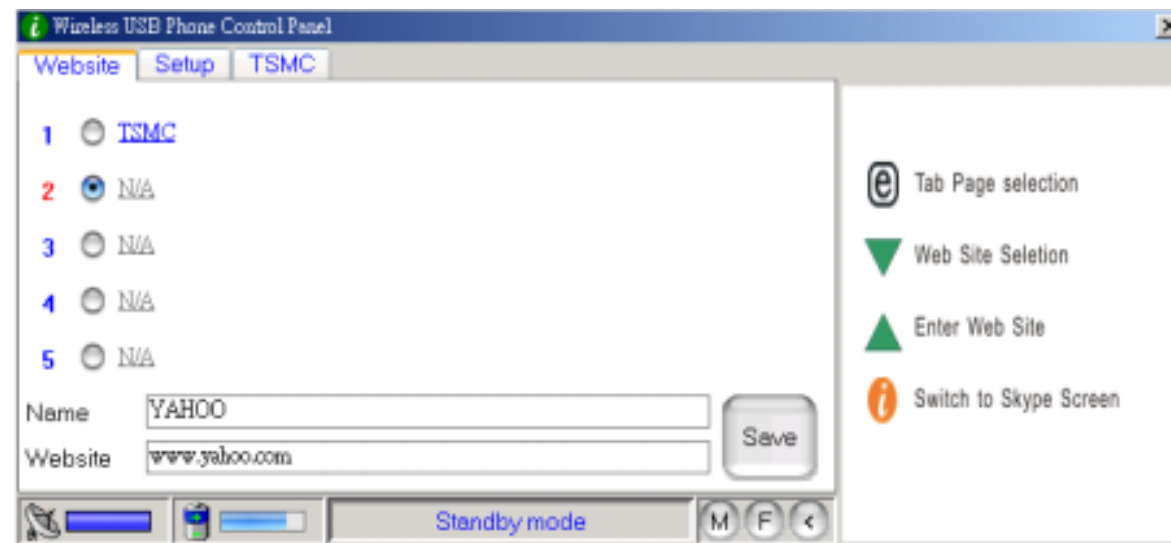 Wireless USB Phone Control Panel
Website Setup TSMC
1 TSMC
2 N/A
3 N/A
4 N/A
5 N/A
Name YAHOO
Website www.yahoo.com
Save
Standby mode M F <
e Tab Page selection
Web Site Seletion
Enter Web Site
i Switch to Skype Screen